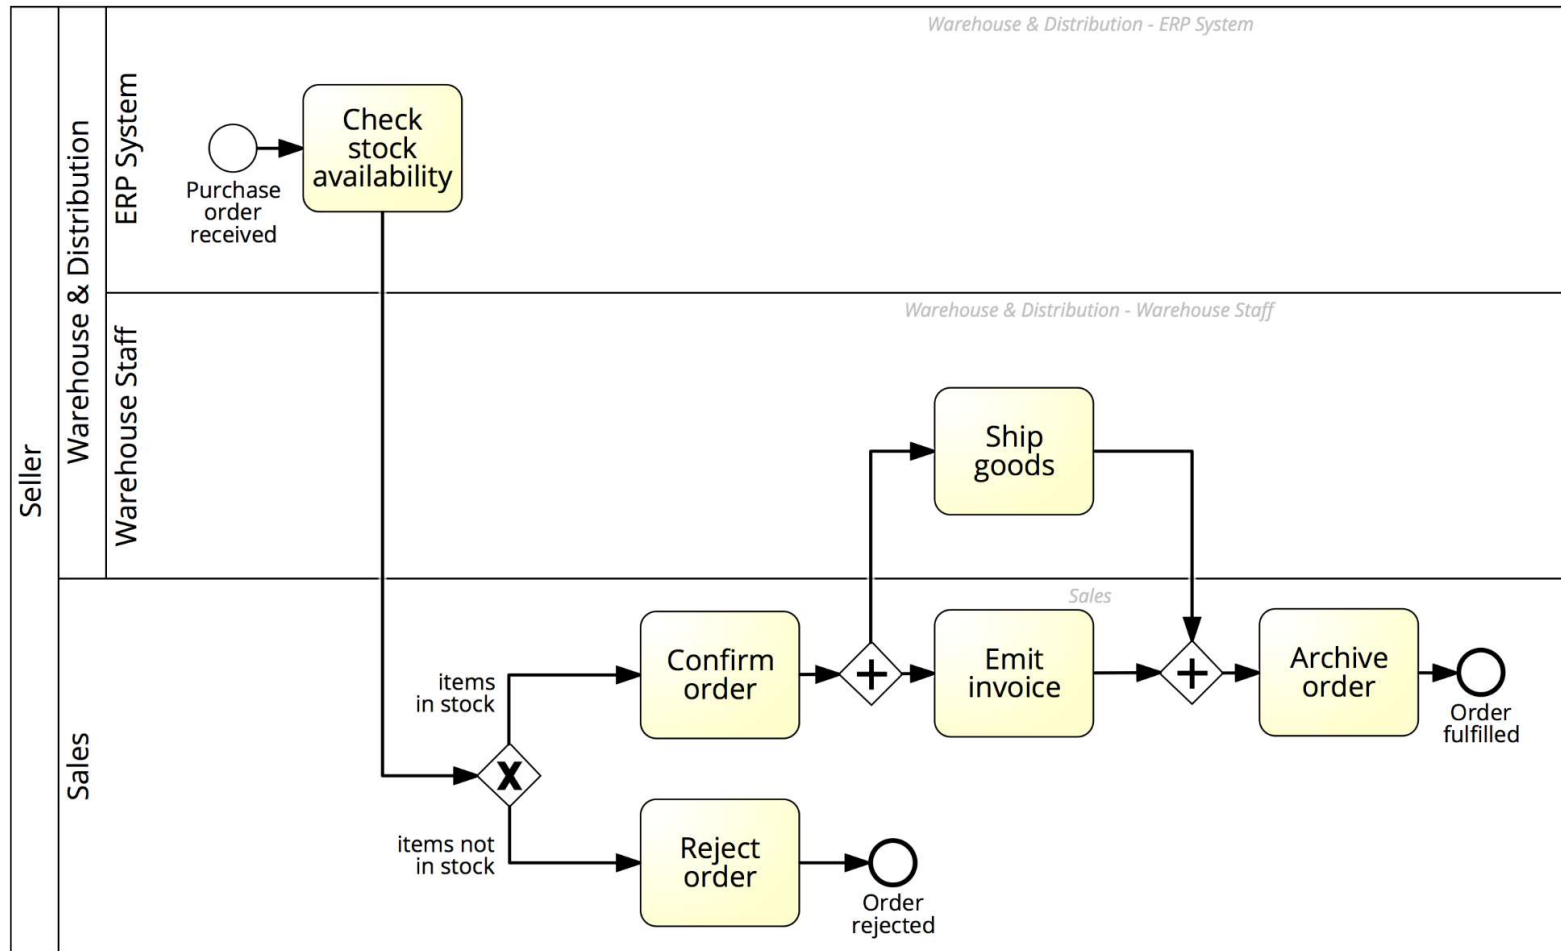 Seller
Warehouse & Distribution
ERP System
Warehouse & Distribution - ERP System
Purchase
order
received
Check
stock
availability
Warehouse Staff
Warehouse & Distribution - Warehouse Staff
Ship
goods
Sales
Sales
items
in stock
X
items not
in stock
Confirm
order
+
Emit
invoice
+
Archive
order
Order
fulfilled
Reject
order
Order
rejected